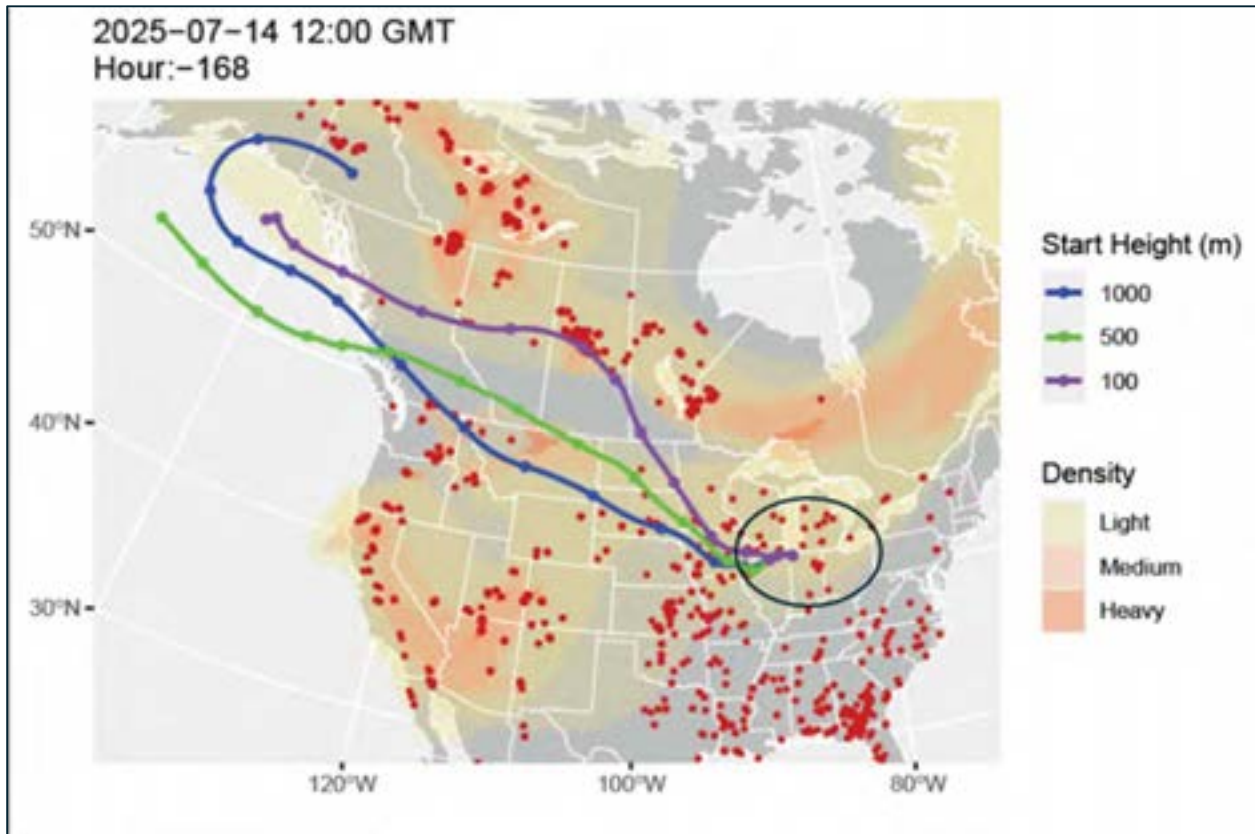 2025-07-14 12:00 GMT
Hour:-168
50°N
40°N
30°N
120°W
100°W
80°W
Start Height (m)
1000
500
100
Density
Light
Medium
Heavy